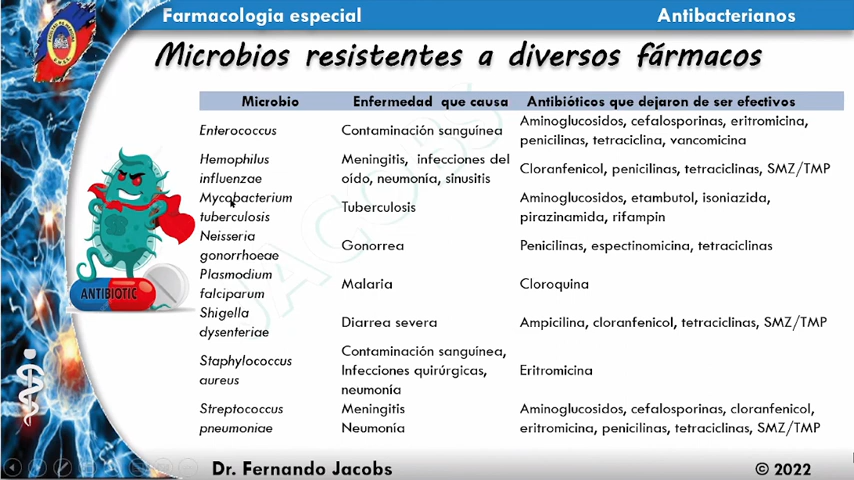 Farmacologia especial
Antibacterianos
Microbios resistentes a diversos fármacos
Microbio Enfermedad que causa Antibióticos que dejaron de ser efectivos
Enterococcus Contaminación sanguínea Aminoglucosidos, cefalosporinas, eritromicina,
penicilinas, tetraciclina, vancomicina
Hemophilus Meningitis, infecciones del
influenzae oído, neumonía, sinusitis Cloranfenicol, penicilinas, tetraciclinas, SMZ/TMP
Mycobacterium
tuberculosis Tuberculosis Aminoglucosidos, etambutol, isoniazida,
pirazinamida, rifampin
Neisseria
gonorrhoeae Gonorrea Penicilinas, espectinomicina, tetraciclinas
Plasmodium
falciparum Malaria Cloroquina
Shigella
dysenteriae Diarrea severa Ampicilina, cloranfenicol, tetraciclinas, SMZ/TMP
Staphylococcus
aureus Contaminación sanguínea,
Infecciones quirúrgicas,
neumonía Eritromicina
Streptococcus Meningitis Aminoglucosidos, cefalosporinas, cloranfenicol,
pneumoniae Neumonía eritromicina, penicilinas, tetraciclinas, SMZ/TMP
ANTIBIOTIC
JACOBS
Dr. Fernando Jacobs
© 2022